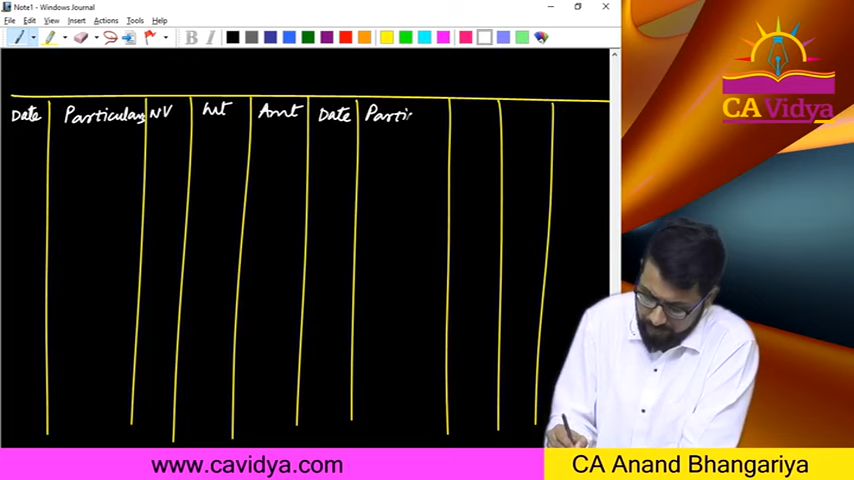 Note1 - Windows Journal
File Edit View Insert Actions Tools Help
B I
CA Vidya
Date Particulars NV Int Amt Date Parti
www.cavidya.com
CA Anand Bhangariya